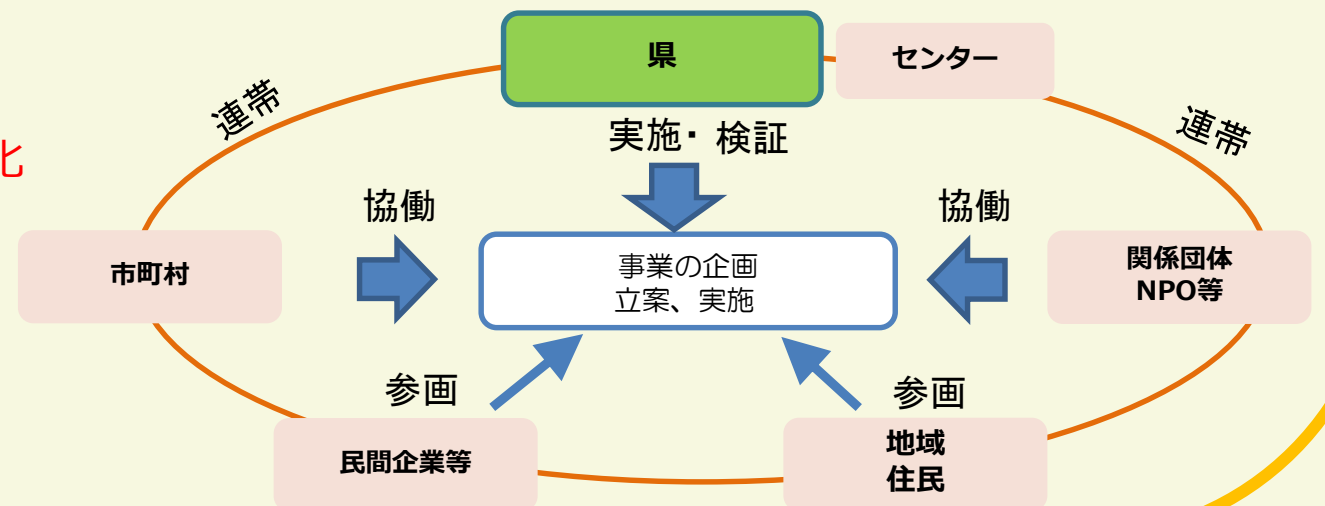 県
センター
連帯
連帯
化
実施・検証
協働
協働
市町村
事業の企画
立案、実施
関係団体
NPO等
参画
参画
民間企業等
地域
住民